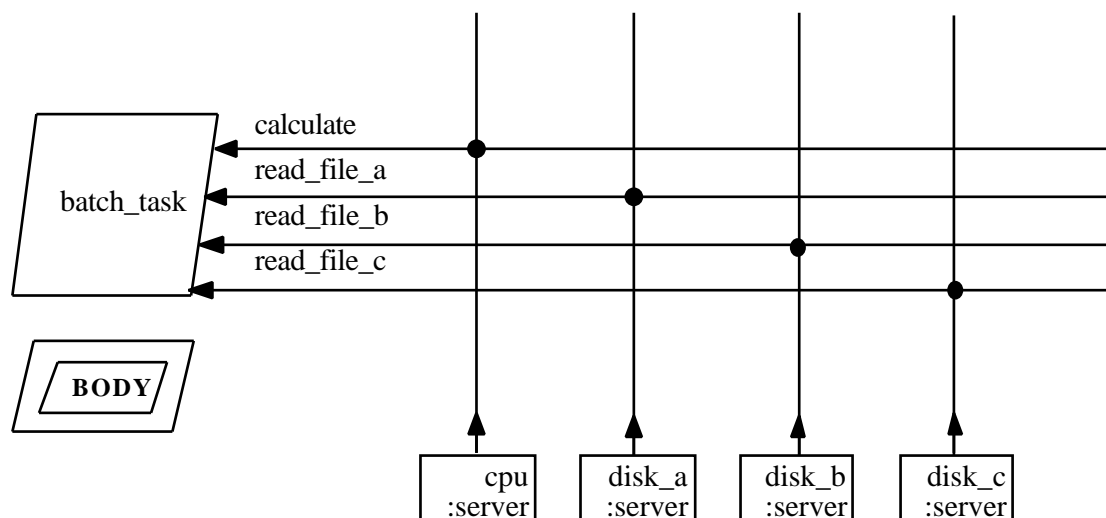 calculate
read_file_a
batch_task
read_file_b
read_file_c
BODY
cpu
:server
disk_a
:server
disk_b
:server
disk_c
:server